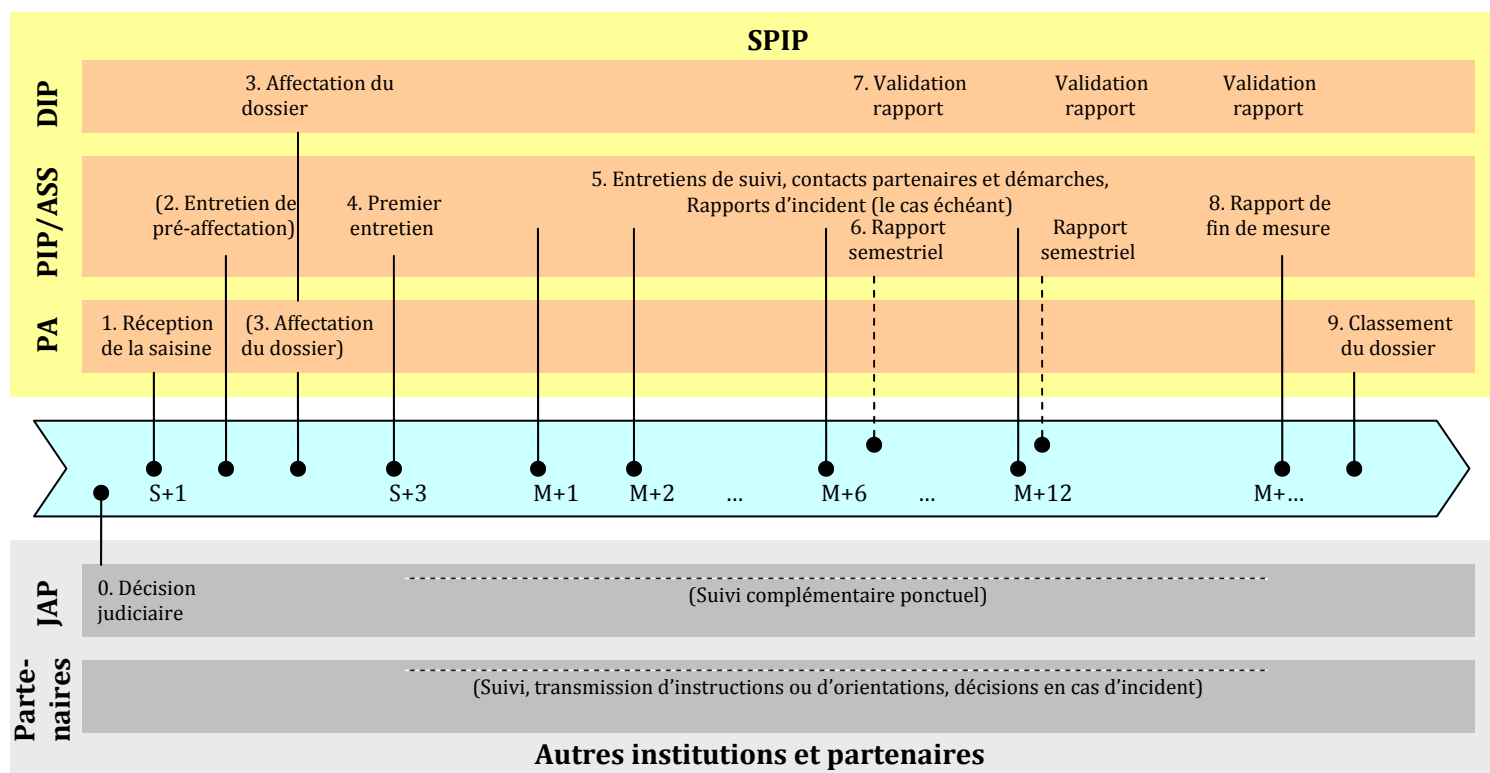 SPIP
DIP
3. Affectation du
dossier
7. Validation
rapport
Validation
rapport
Validation
rapport
PIP/ASS
(2. Entretien de
pré-affectation)
4. Premier
entretien
5. Entretiens de suivi, contacts partenaires et démarches,
Rapports d’incident (le cas échéant)
6. Rapport
semestriel
Rapport
semestriel
8. Rapport de
fin de mesure
PA
1. Réception
de la saisine
(3. Affectation
du dossier)
9. Classement
du dossier
S+1
S+3
M+1
M+2
…
M+6
…
M+12
M+…
JAP
0. Décision
judiciaire
(Suivi complémentaire ponctuel)
Parte-
naires
(Suivi, transmission d’instructions ou d’orientations, décisions en cas d’incident)
Autres institutions et partenaires